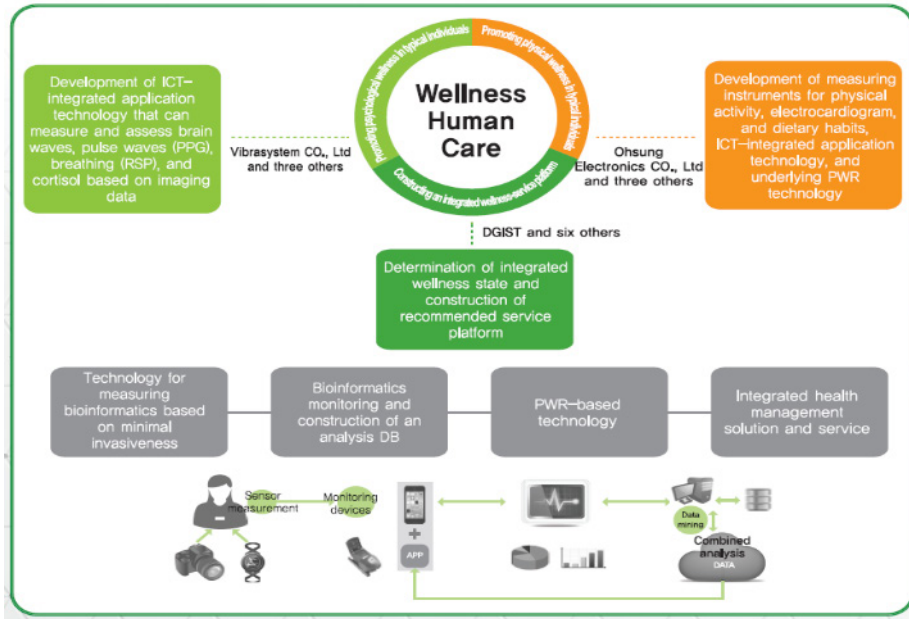 Promoting psychological wellness in typical individuals
Promoting physical wellness in typical individuals
Constructing an integrated wellness-service platform
Wellness
Human
Care
Development of ICT-
integrated application
technology that can
measure and assess brain
waves, pulse waves (PPG),
breathing (RSP), and
cortisol based on imaging
data
Vibrasystem CO., Ltd
and three others
Ohsung
Electronics CO., Ltd
and three others
Development of measuring
instruments for physical
activity, electrocardiogram,
and dietary habits,
ICT-integrated application
technology, and
underlying PWR
technology
DGIST and six others
Determination of integrated
wellness state and
construction of
recommended service
platform
Technology for
measuring
bioinformatics based
on minimal
invasiveness
Bioinformatics
monitoring and
construction of an
analysis DB
PWR-based
technology
Integrated health
management
solution and service
Sensor
measurement
Monitoring
devices
APP
Data
mining
Combined
analysis
DATA